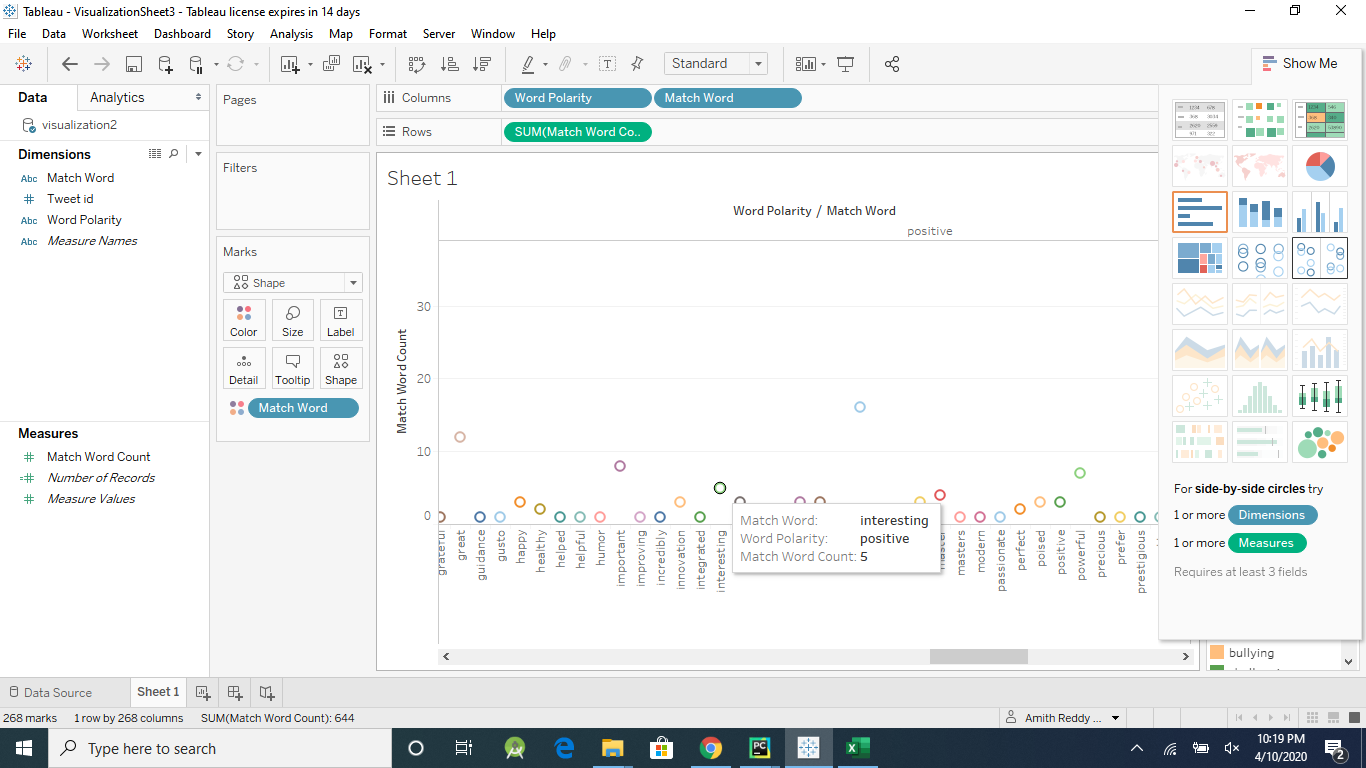 Tableau - VisualizationSheet3 - Tableau license expires in 14 days
File Data Worksheet Dashboard Story Analysis Map Format Server Window Help
Standard
Show Me
Data Analytics
visualization2
Dimensions
Abc Match Word
Tweet id
Abc Word Polarity
Abc Measure Names
Measures
Match Word Count
Number of Records
Measure Values
Pages
Filters
Marks
Shape
Color Size Label
Detail Tooltip Shape
Match Word
Columns Word Polarity Match Word
Rows SUM(Match Word Co..
Sheet 1
Word Polarity / Match Word
positive
Match Word Count
30
20
10
0
grateful
great
guidance
gusto
happy
healthy
helped
helpful
humor
important
improving
incredibly
innovation
integrated
interesting
masters
modern
passionate
perfect
poised
positive
powerful
precious
prefer
prestigious
Match Word: interesting
Word Polarity: positive
Match Word Count: 5
For side-by-side circles try
1 or more Dimensions
1 or more Measures
Requires at least 3 fields
bullying
Data Source Sheet 1
268 marks 1 row by 268 columns SUM(Match Word Count): 644
Amith Reddy ...
Type here to search
10:19 PM
4/10/2020
2